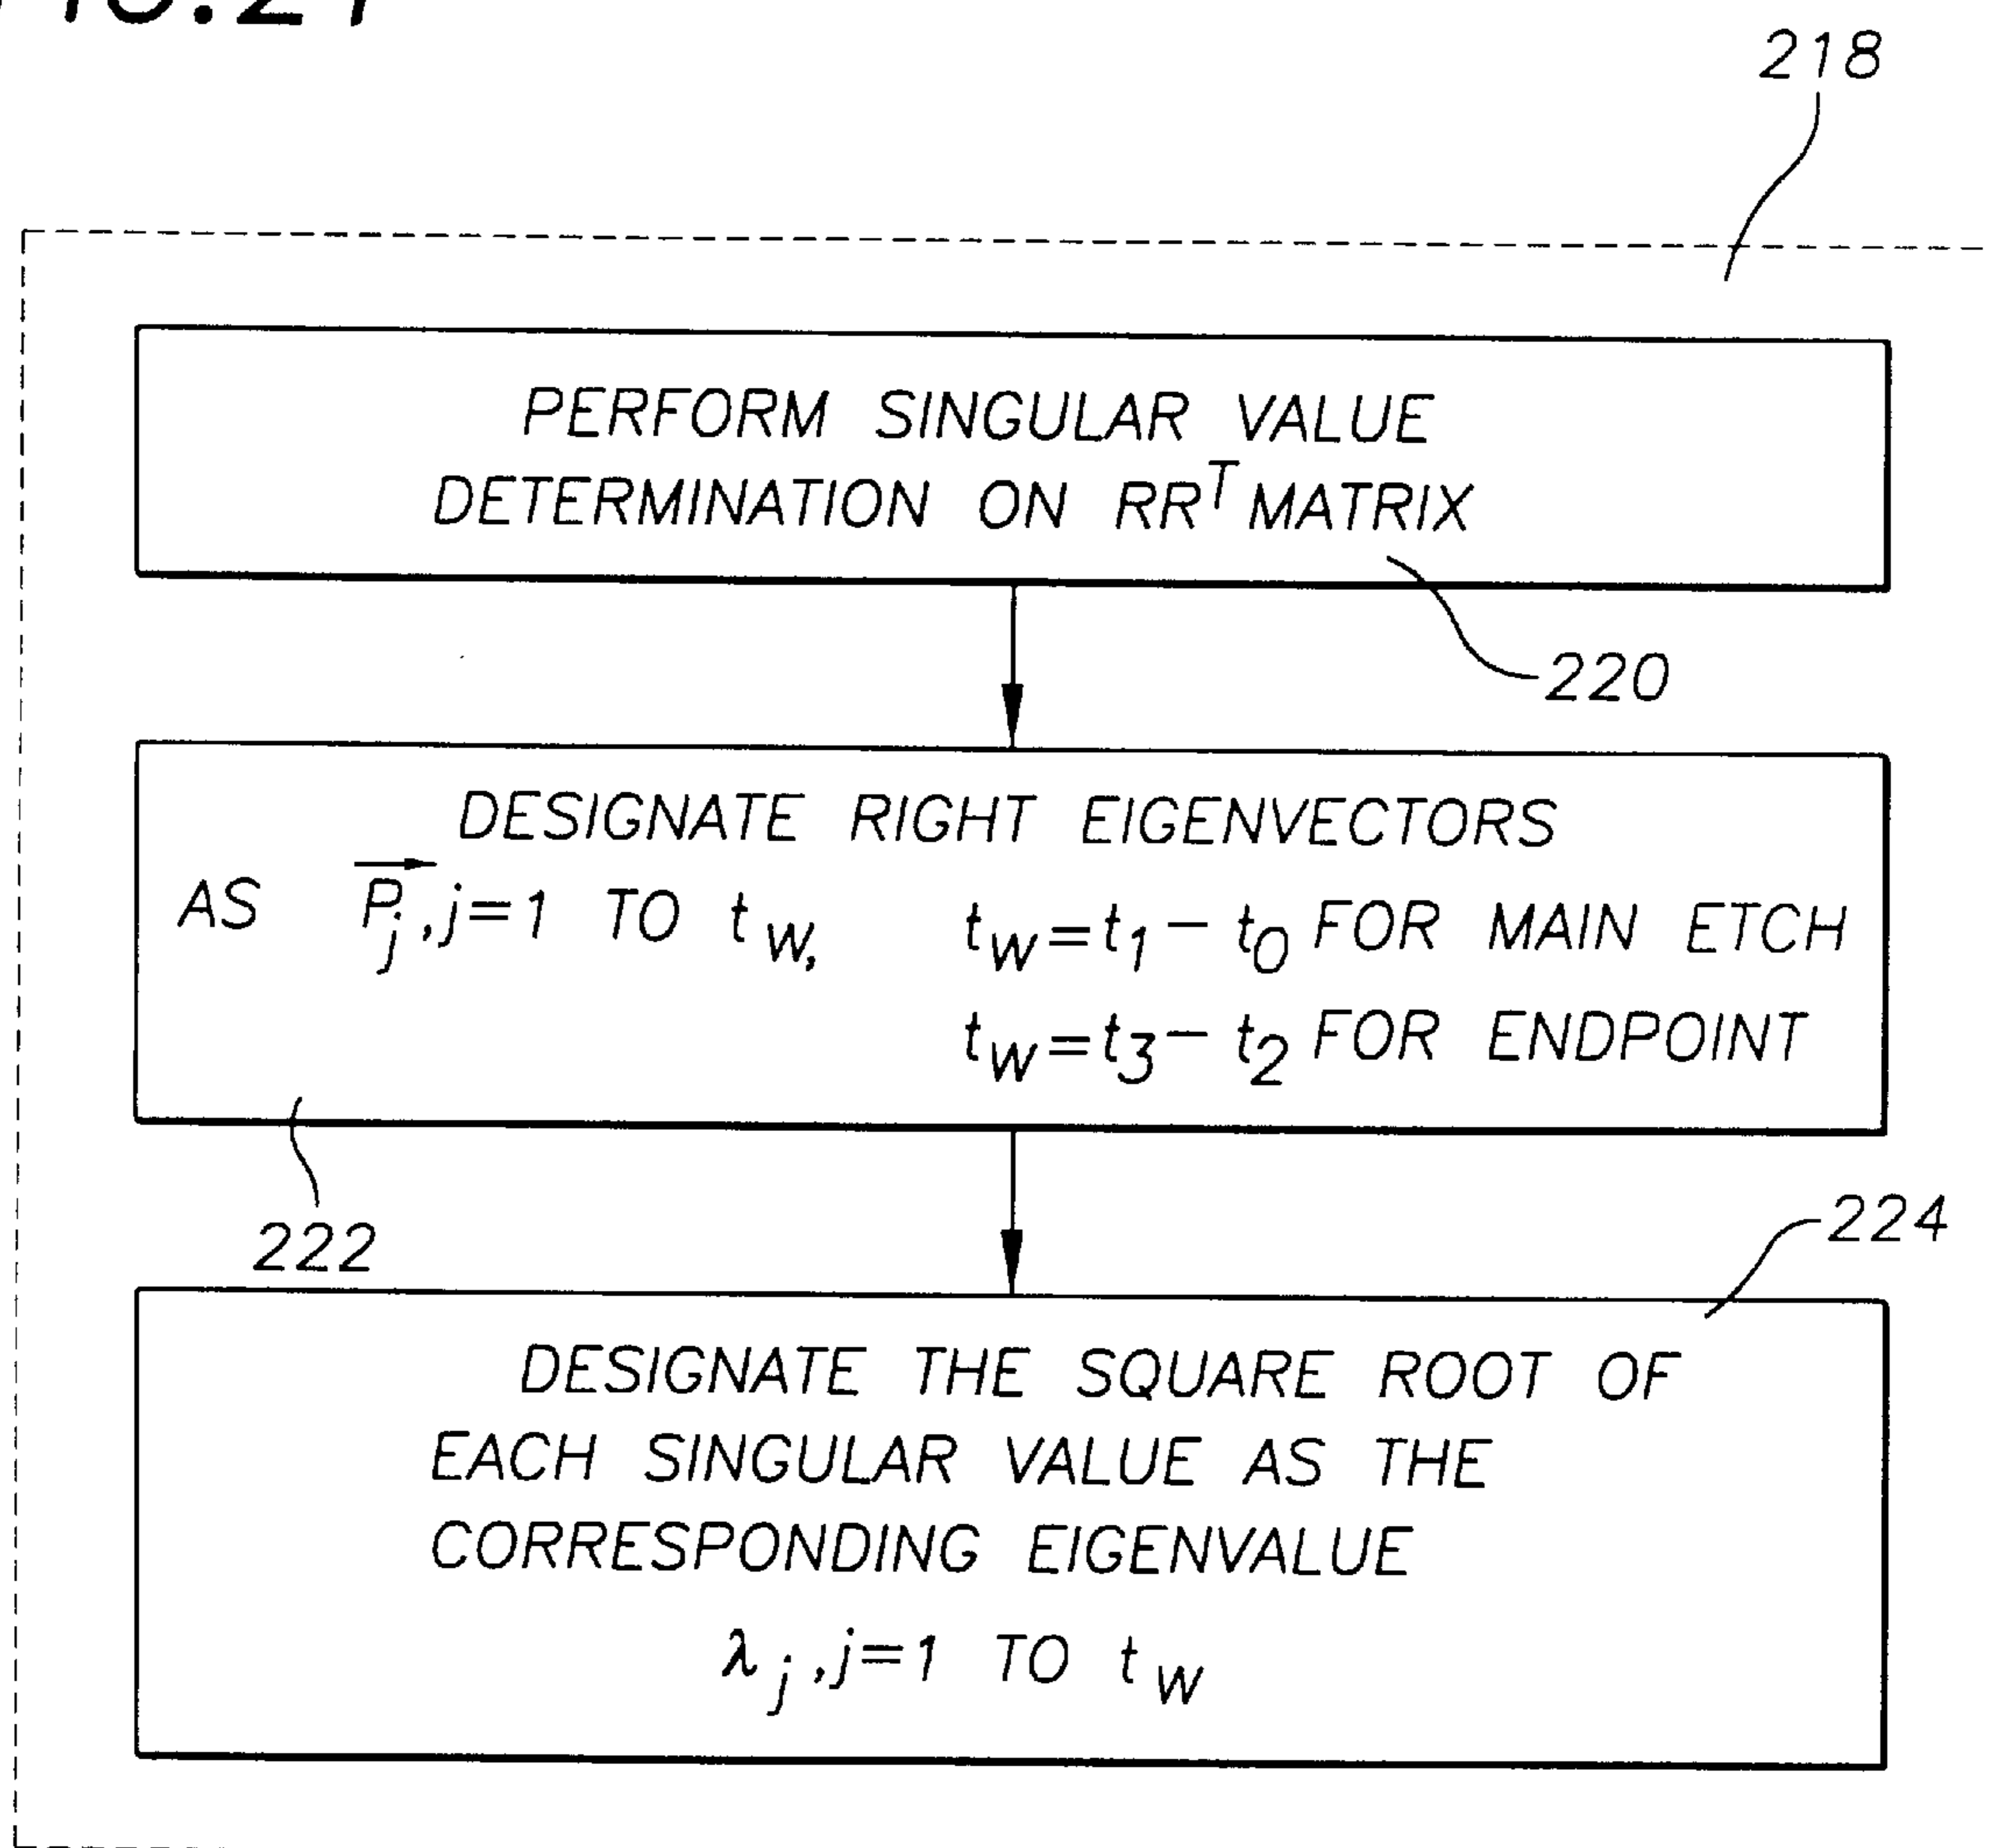 218
PERFORM SINGULAR VALUE
DETERMINATION ON RRᵀ MATRIX
220
DESIGNATE RIGHT EIGENVECTORS
AS P⃗_j, j=1 TO t_W, t_W=t_1-t_0 FOR MAIN ETCH
t_W=t_3-t_2 FOR ENDPOINT
222
224
DESIGNATE THE SQUARE ROOT OF
EACH SINGULAR VALUE AS THE
CORRESPONDING EIGENVALUE
λ_j, j=1 TO t_W